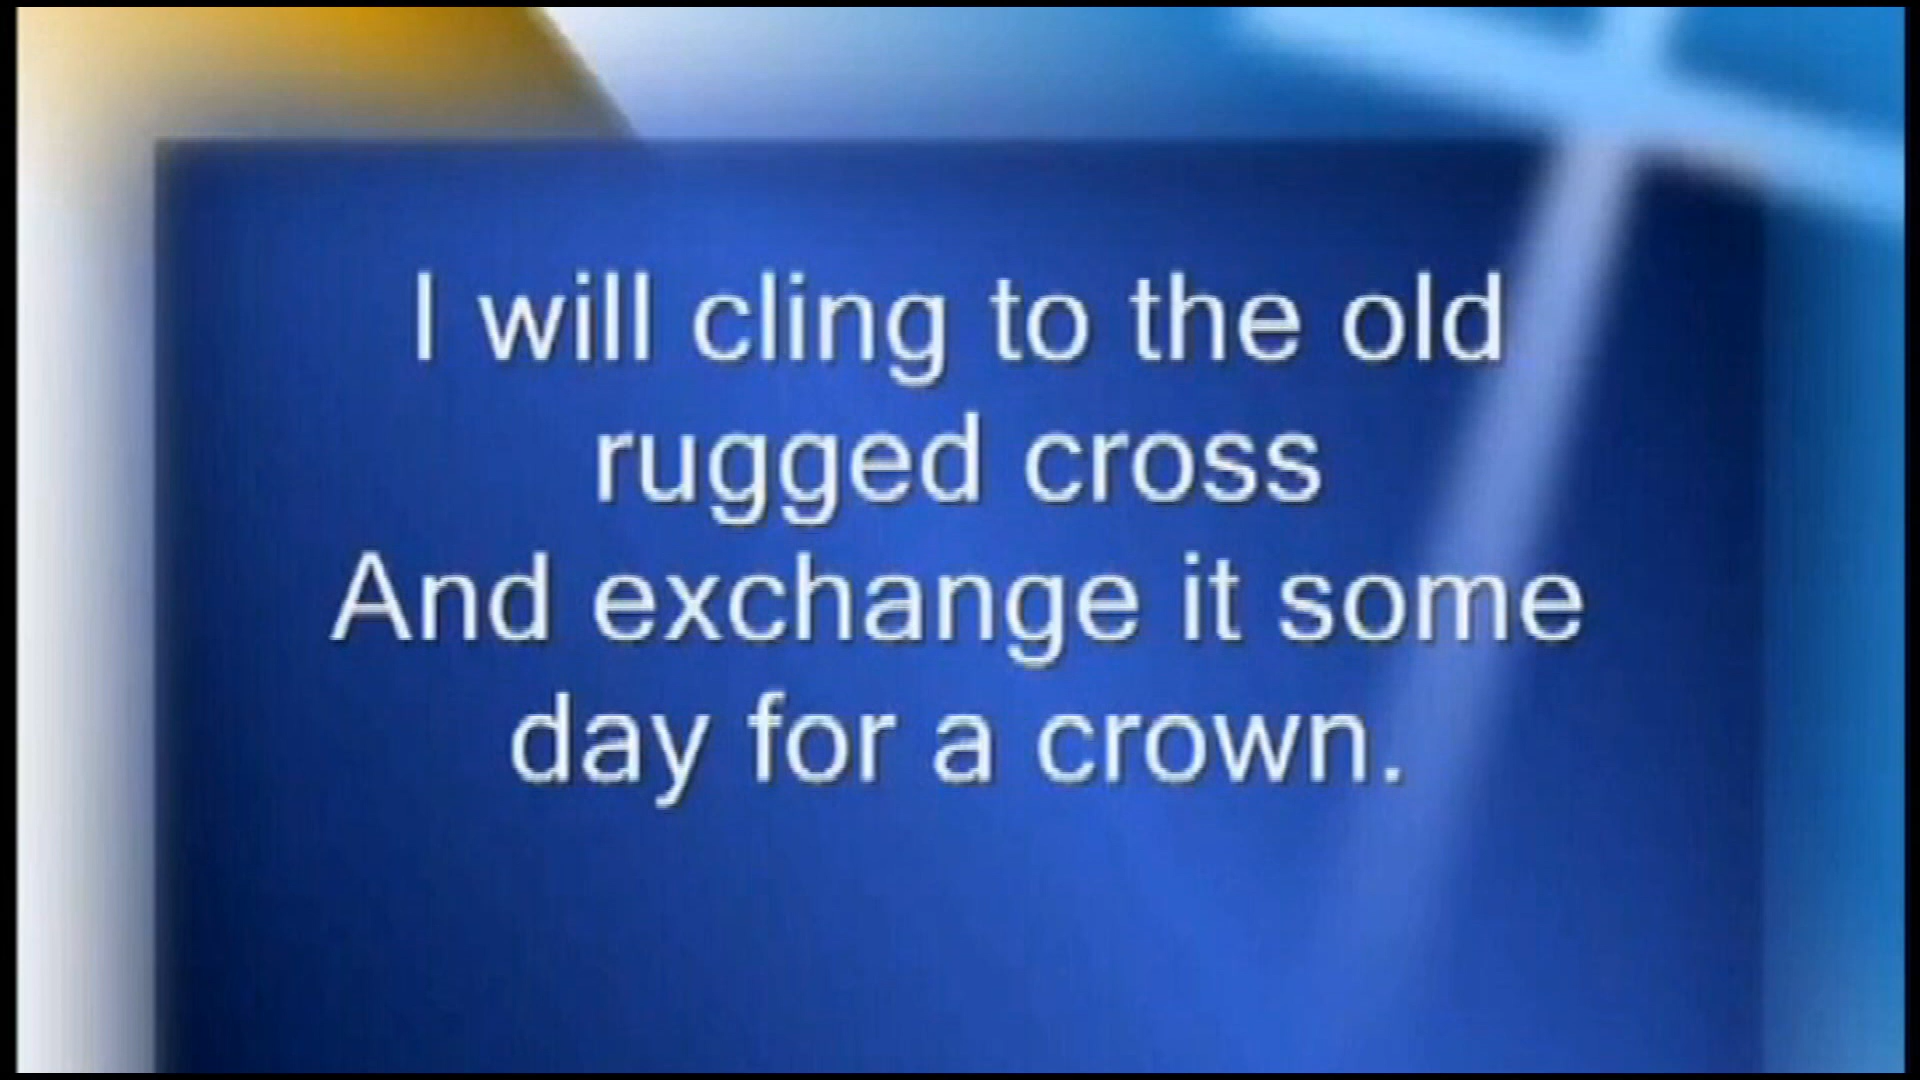 I will cling to the old
rugged cross
And exchange it some
day for a crown.